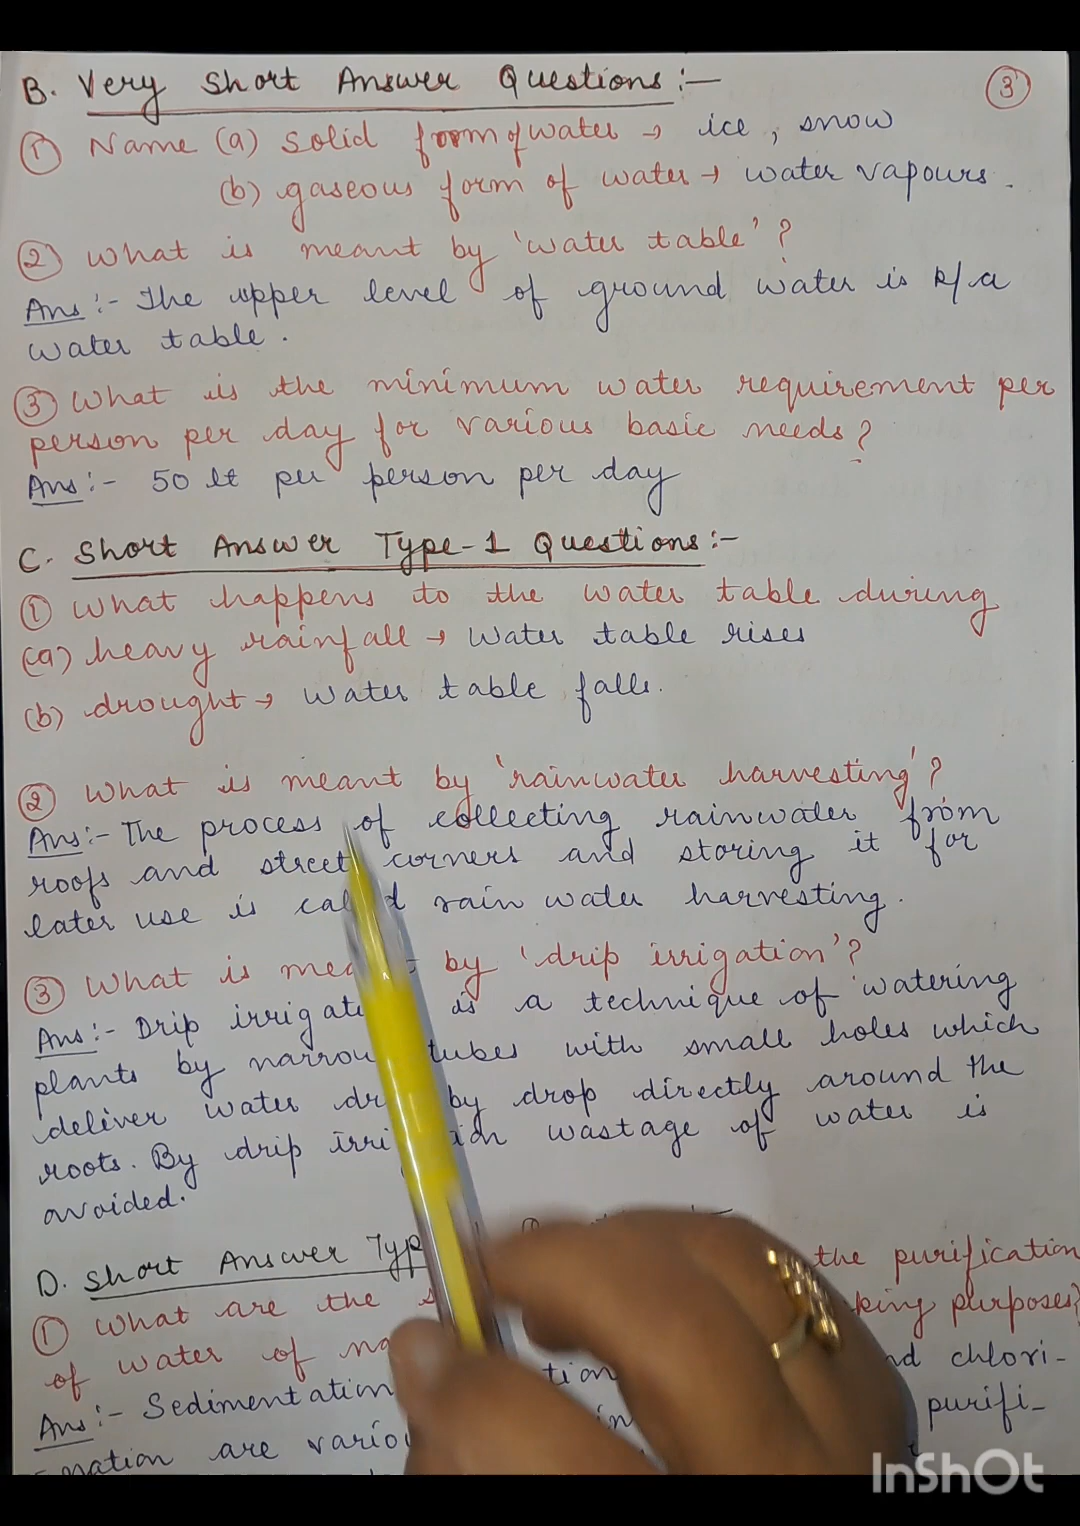 B. Very Short Answer Questions:-
3
① Name (a) solid form of water → ice, snow
(b) gaseous form of water → water vapours.
② What is meant by 'water table'?
Ans:- The upper level of ground water is k/a
water table.
③ What is the minimum water requirement per
person per day for various basic needs?
Ans:- 50 lt per person per day
C. Short Answer Type-1 Questions:-
① What happens to the water table during
(a) heavy rainfall → water table rises
(b) drought → water table falls.
② What is meant by 'rainwater harvesting'?
Ans:- The process of collecting rainwater from
roofs and street corners and storing it for
later use is rain water harvesting.
③ What is by 'drip irrigation'?
Ans:- Drip is a technique of watering
plants by tubes with small holes which
deliver water by drop directly around the
roots. By drip wastage of water is
avoided.
D. Short Answer
the purification
① What are the purposes?
of water of
Ans:- Sedimentation and chlori-
nation are purifi-
InShOt